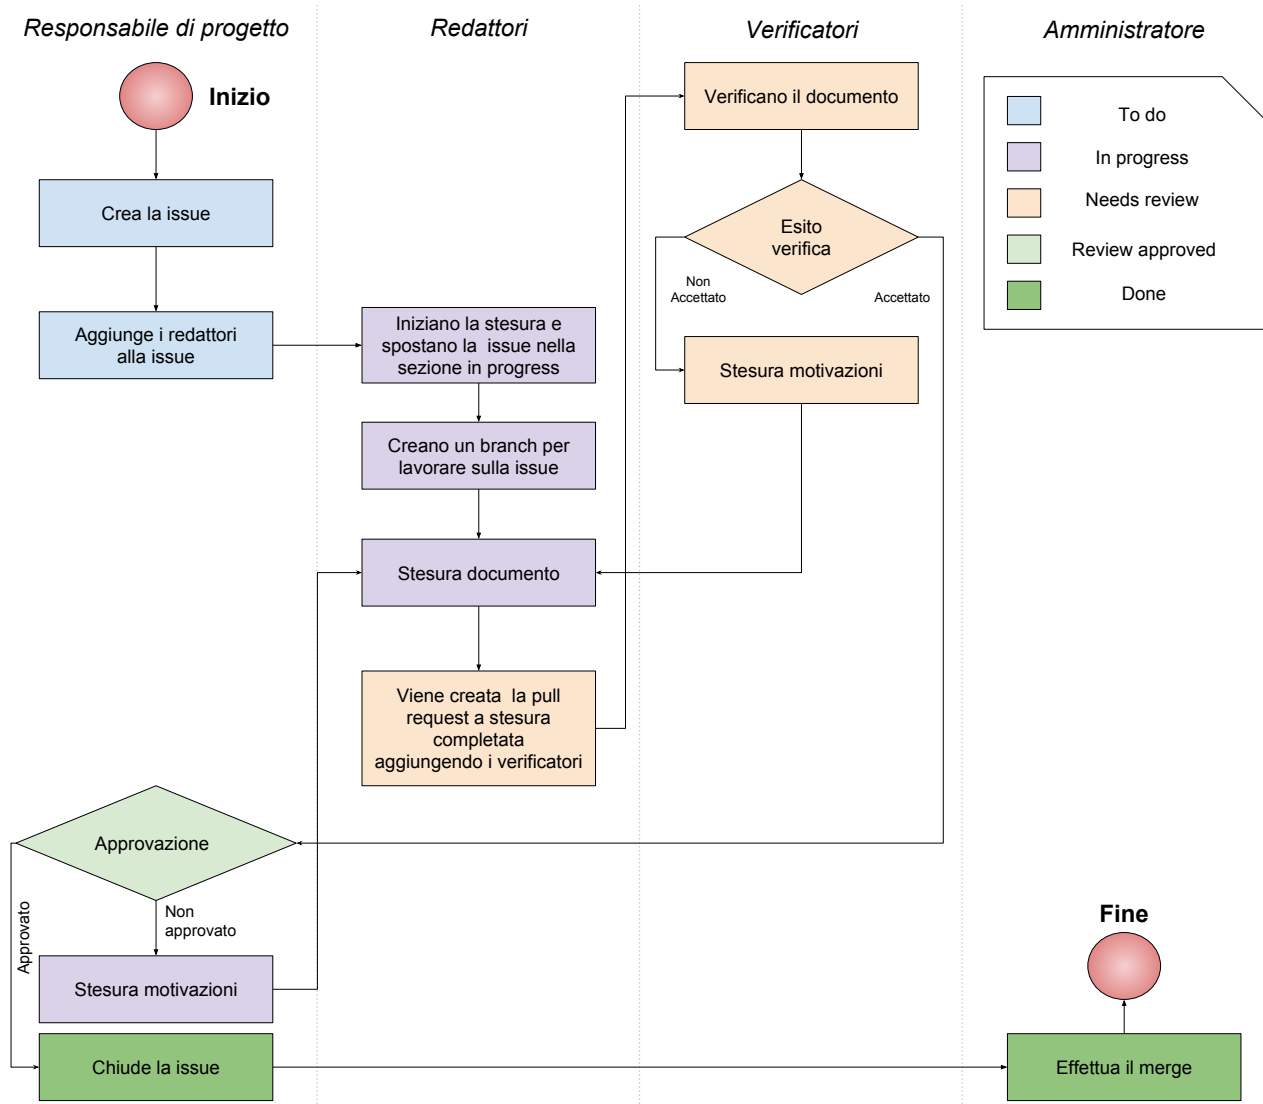 Responsabile di progetto
Redattori
Verificatori
Amministratore
Inizio
Crea la issue
Aggiunge i redattori
alla issue
Iniziano la stesura e
spostano la issue nella
sezione in progress
Creano un branch per
lavorare sulla issue
Stesura documento
Viene creata la pull
request a stesura
completata
aggiungendo i verificatori
Verificano il documento
Esito
verifica
Non
Accettato
Accettato
Stesura motivazioni
To do
In progress
Needs review
Review approved
Done
Approvazione
Approvato
Non
approvato
Stesura motivazioni
Chiude la issue
Fine
Effettua il merge